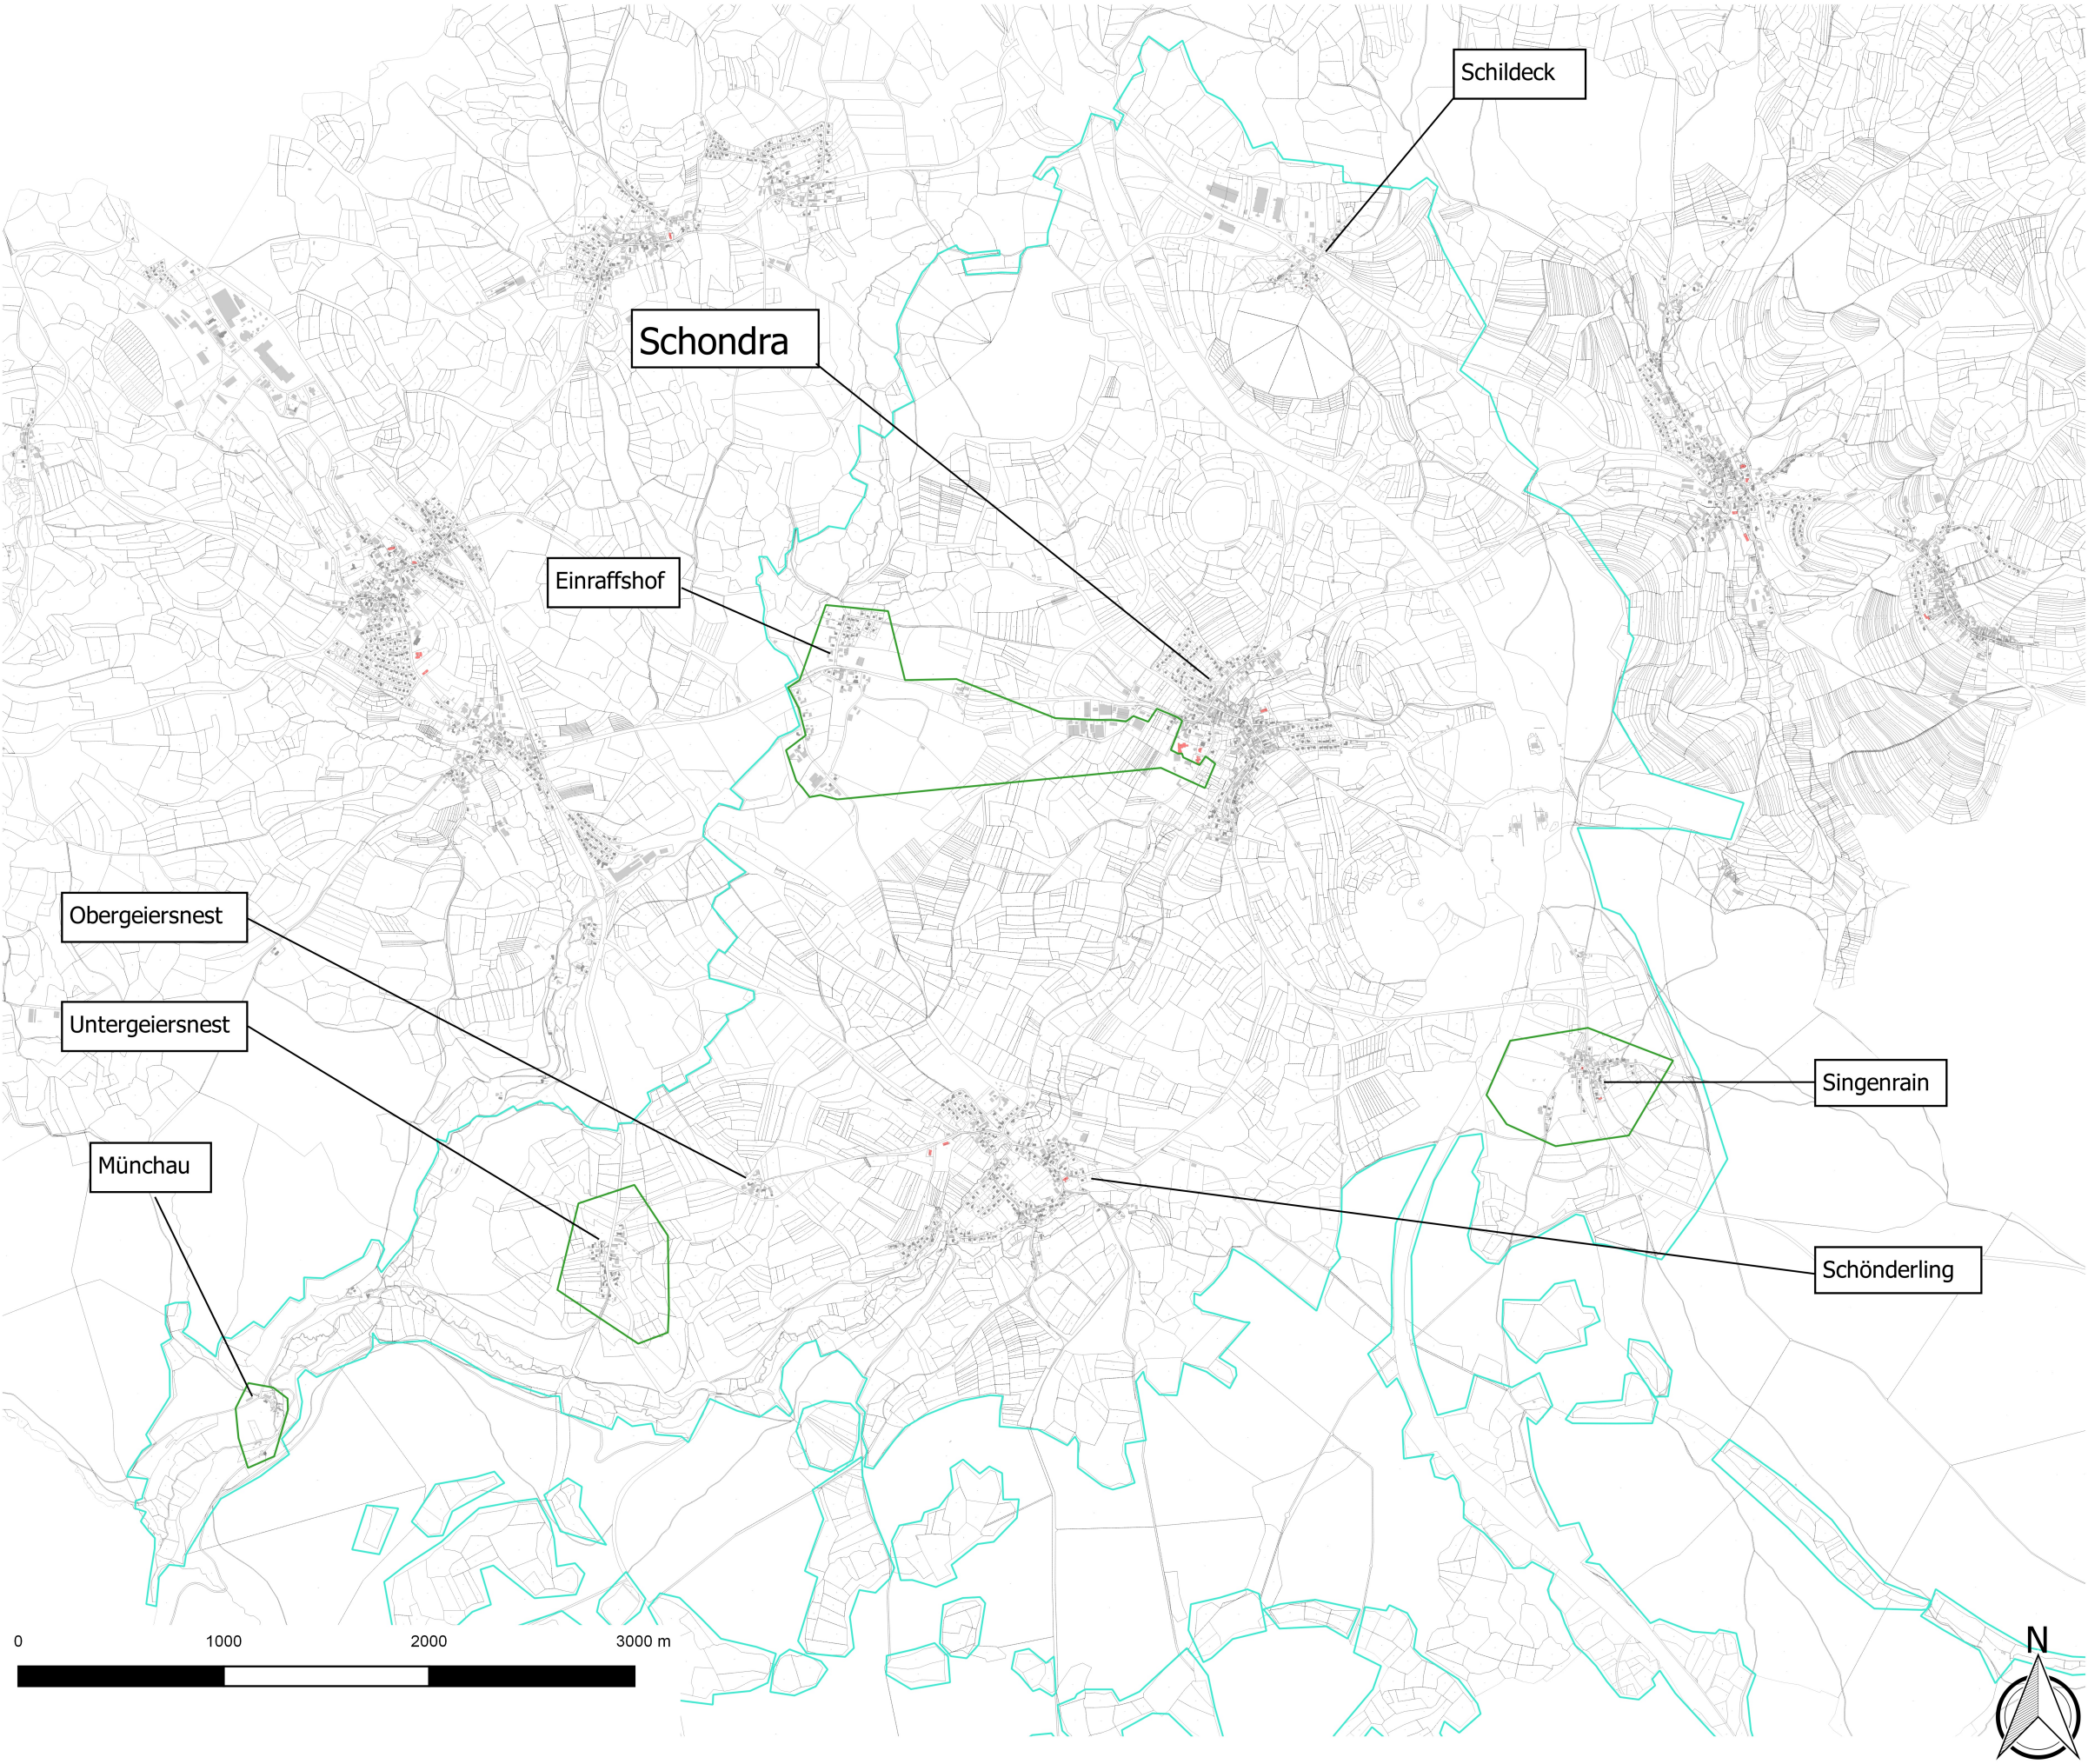 Schildeck
Schondra
Einraffshof
Obergeiersnest
Untergeiersnest
Singenrain
Münchau
Schönderling
0 1000 2000 3000 m
N